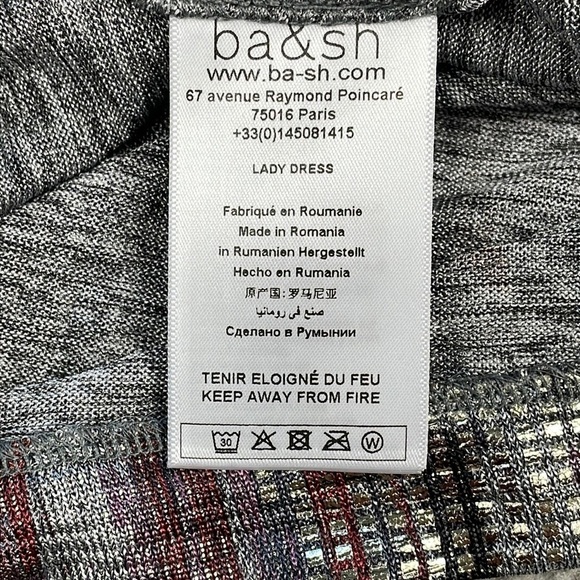 ba&sh
www.ba-sh.com
67 avenue Raymond Poincaré
75016 Paris
+33(0)145081415
LADY DRESS
Fabriqué en Roumanie
Made in Romania
in Rumanien Hergestellt
Hecho en Rumania
原产国:罗马尼亚
صنع في رومانيا
Сделано в Румынии
TENIR ELOIGNÉ DU FEU
KEEP AWAY FROM FIRE
30 W